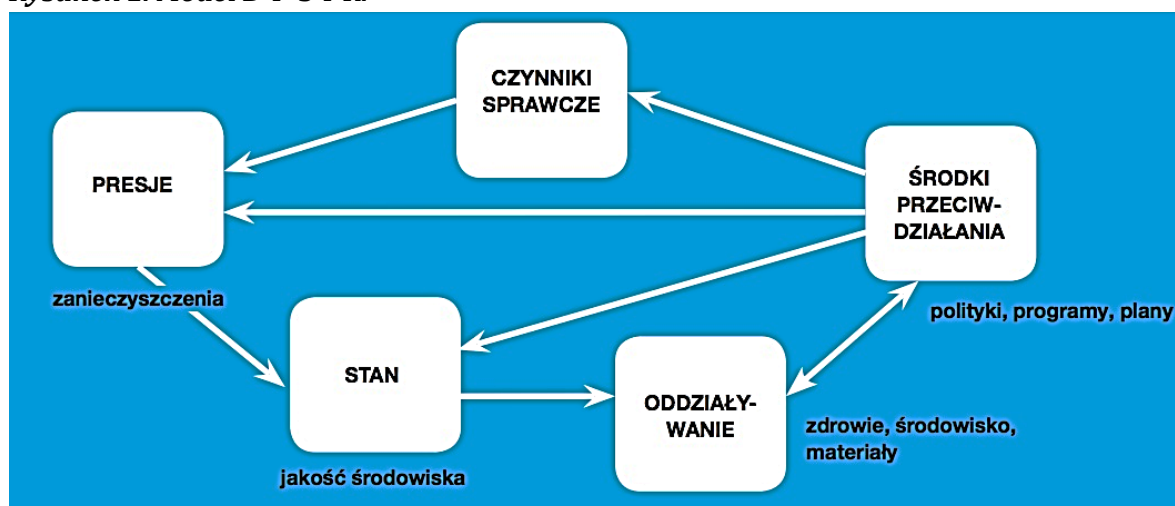 CZYNNIKI
SPRAWCZE
PRESJE
ŚRODKI
PRZECIW-
DZIAŁANIA
zanieczyszczenia
polityki, programy, plany
STAN
ODDZIAŁY-
WANIE
zdrowie, środowisko,
materiały
jakość środowiska